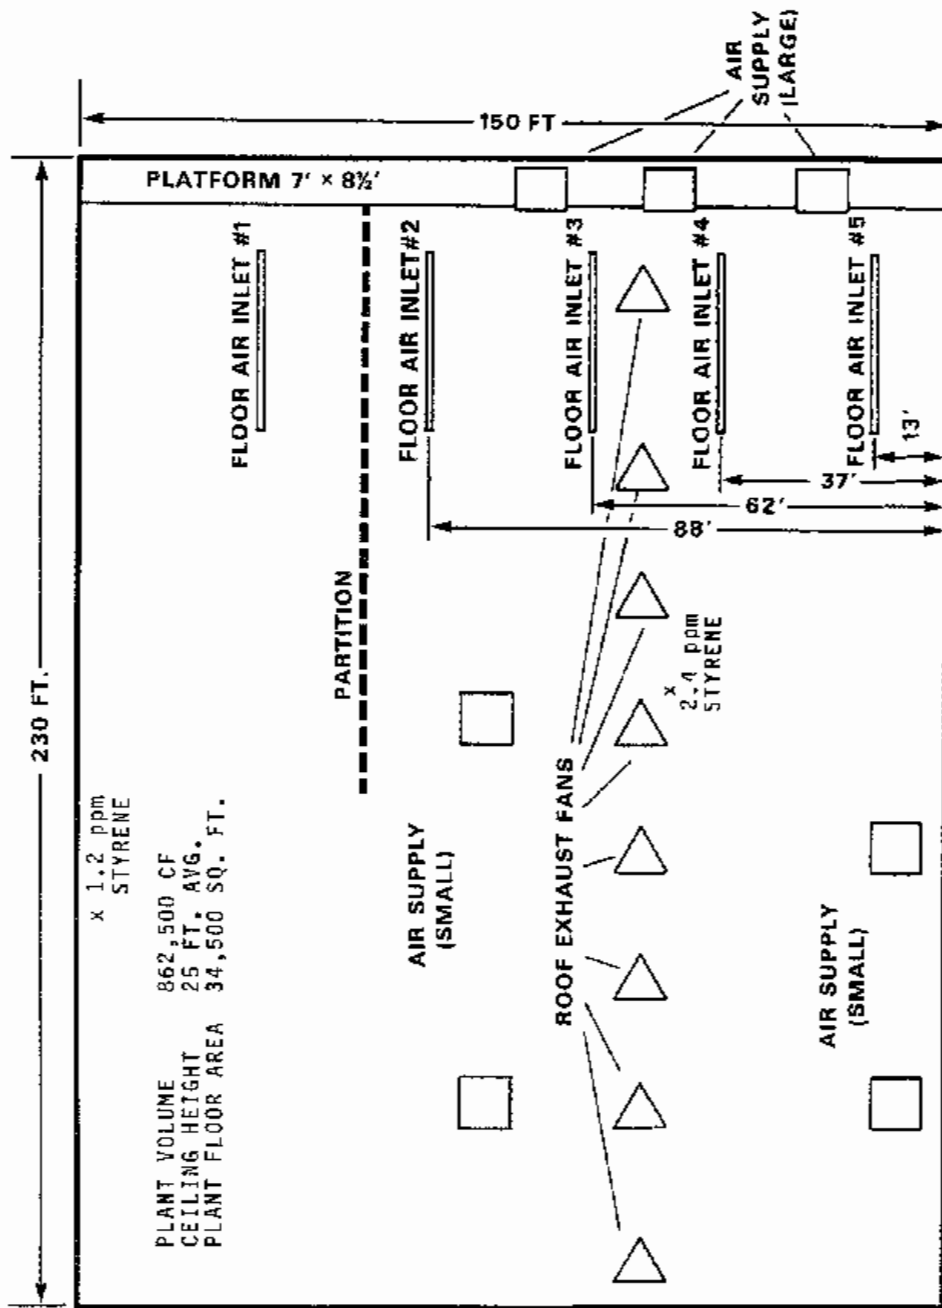 AIR
SUPPLY
(LARGE)
150 FT
PLATFORM 7' × 8½'
230 FT.
FLOOR AIR INLET #1
FLOOR AIR INLET #2
FLOOR AIR INLET #3
FLOOR AIR INLET #4
FLOOR AIR INLET #5
13'
37'
62'
88'
PARTITION
x
2.4 ppm
STYRENE
x 1.2 ppm
STYRENE
ROOF EXHAUST FANS
AIR SUPPLY
(SMALL)
AIR SUPPLY
(SMALL)
PLANT VOLUME 862,500 CF
CEILING HEIGHT 25 FT. AVG.
PLANT FLOOR AREA 34,500 SQ. FT.